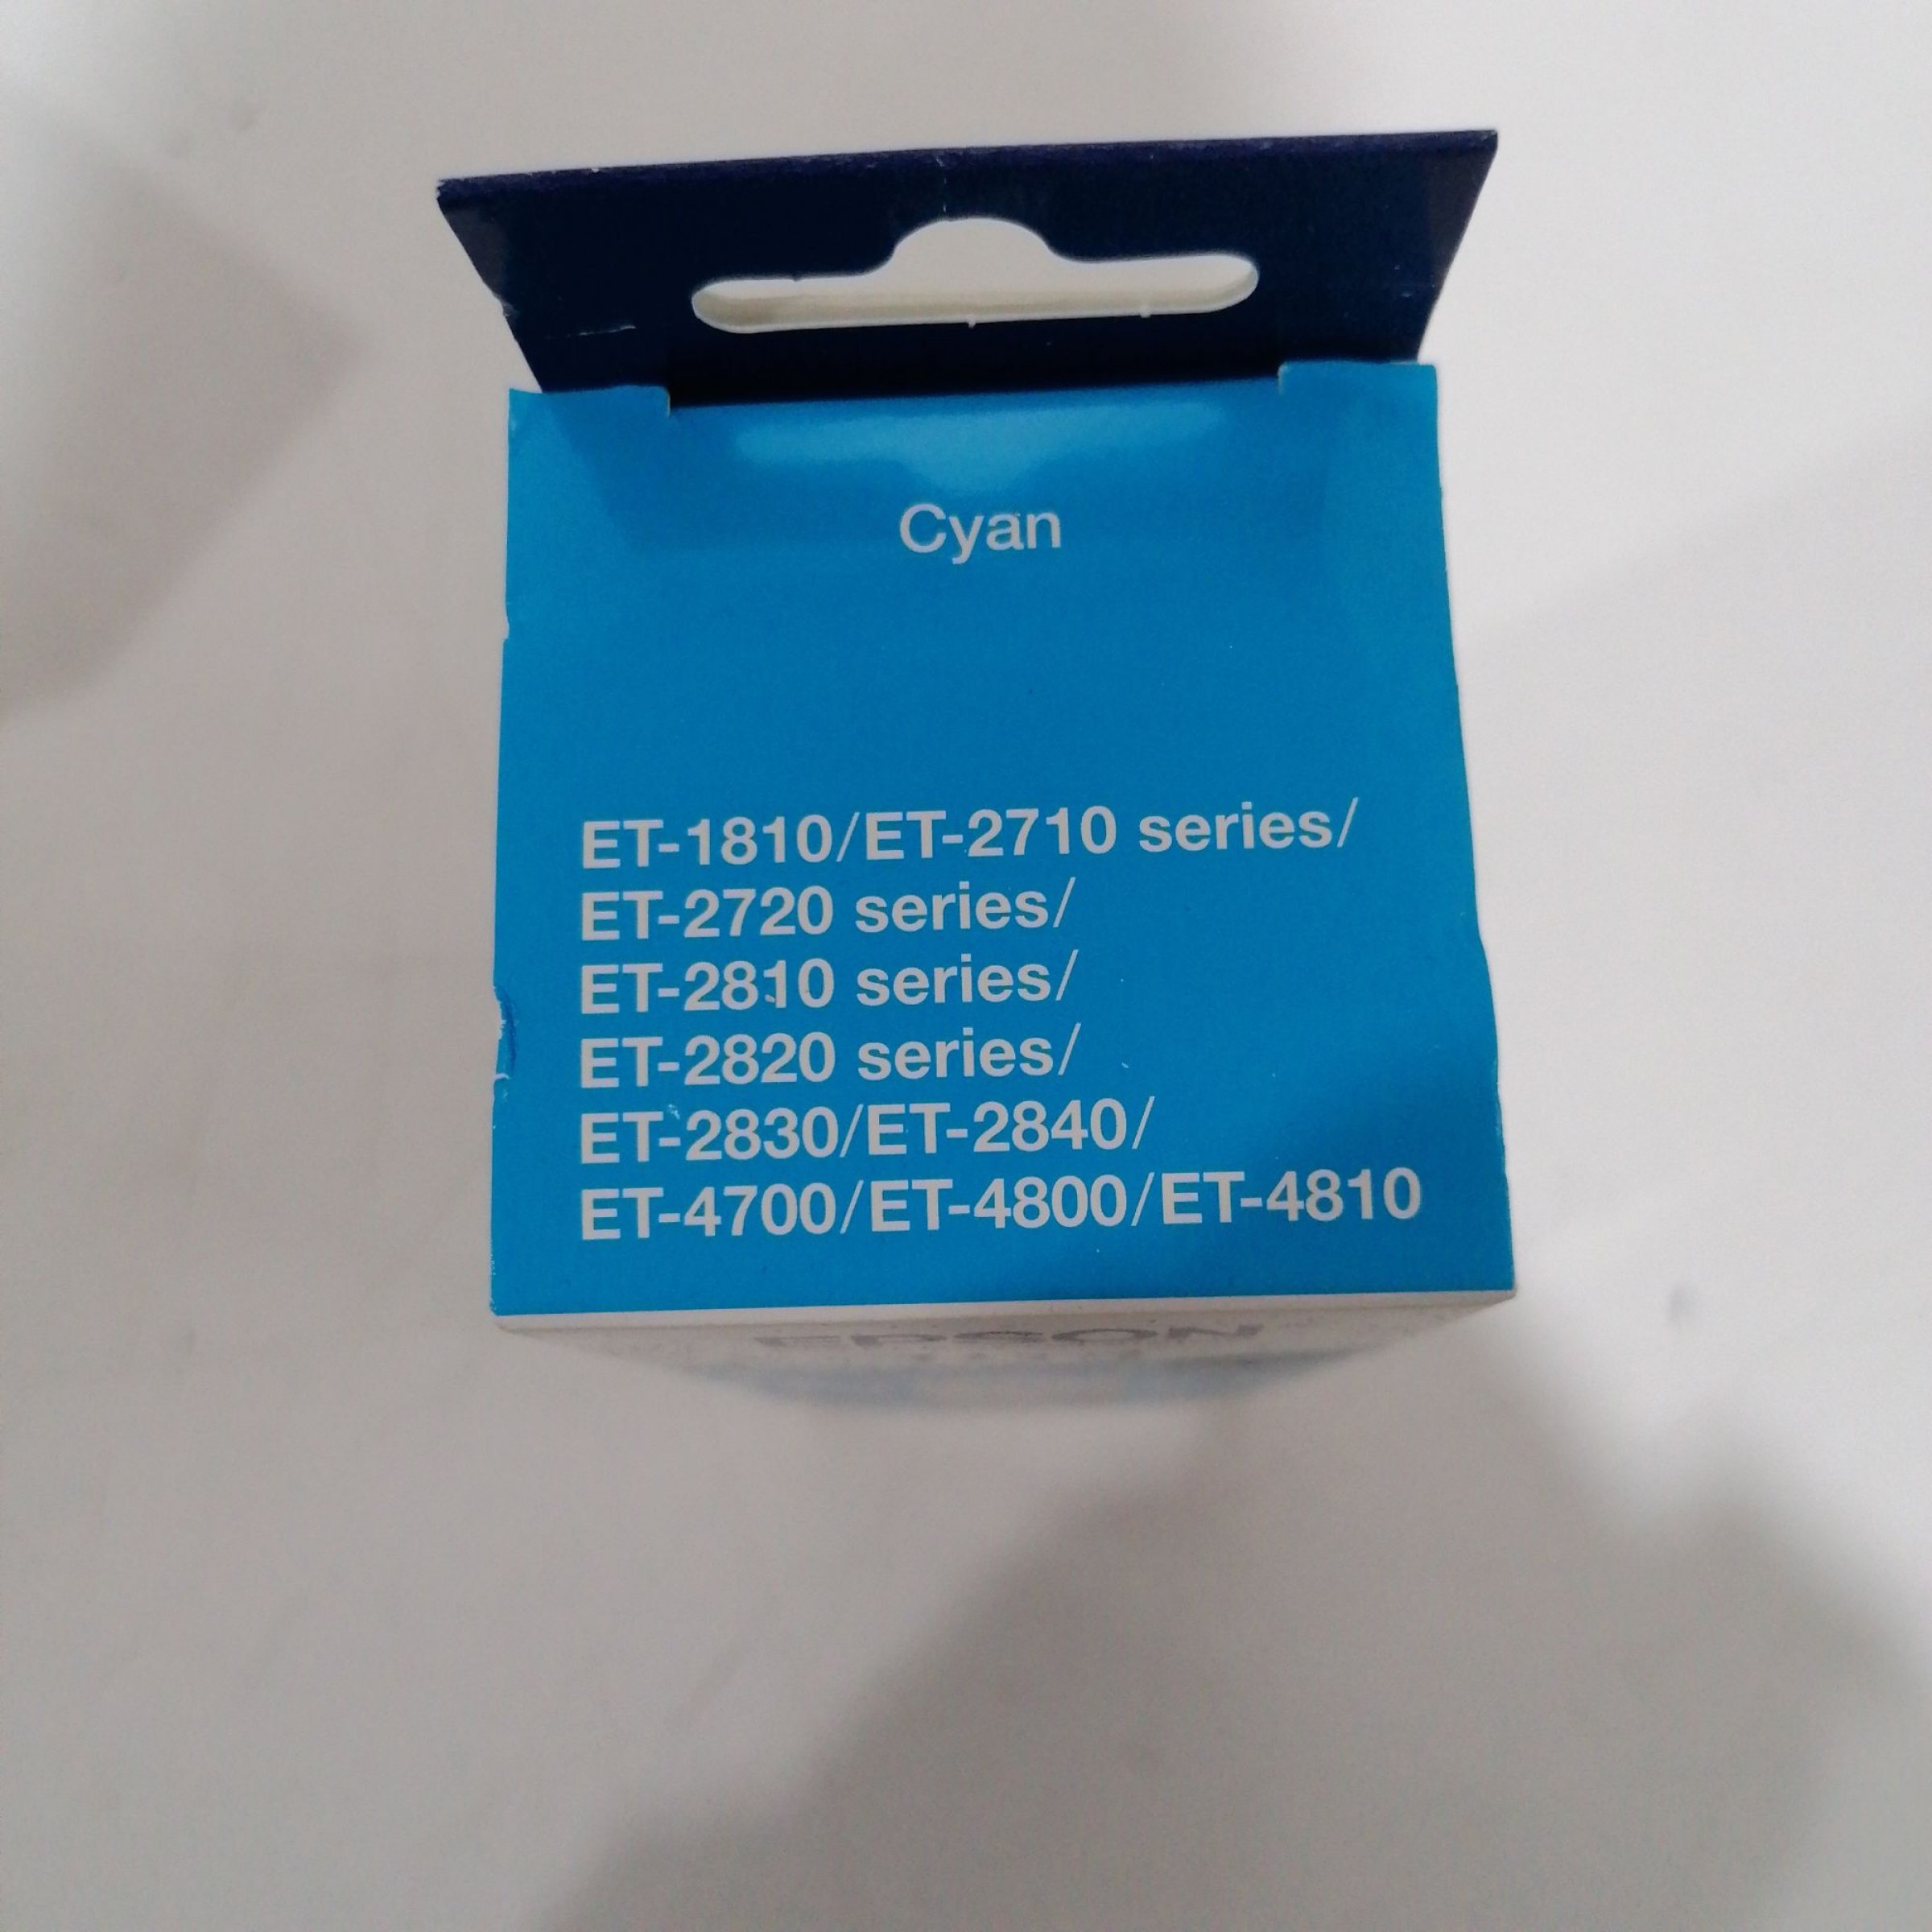 Cyan
ET-1810/ET-2710 series/
ET-2720 series/
ET-2810 series/
ET-2820 series/
ET-2830/ET-2840/
ET-4700/ET-4800/ET-4810
EPSON